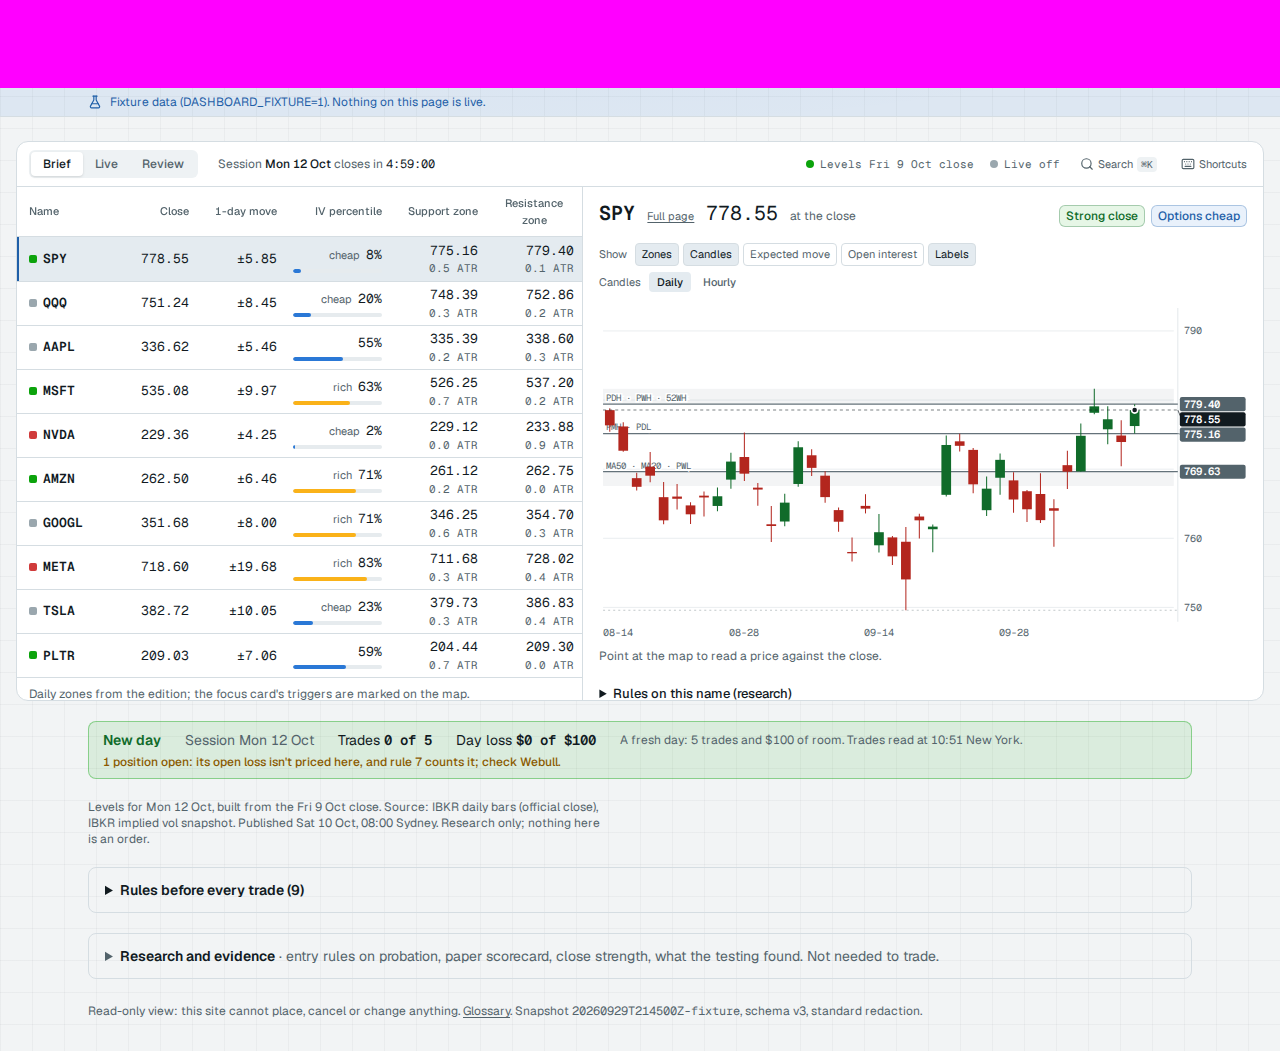 Fixture data (DASHBOARD_FIXTURE=1). Nothing on this page is live.
Brief Live Review Session Mon 12 Oct closes in 4:59:00 Levels Fri 9 Oct close Live off Search ⌘K Shortcuts
Name Close 1-day move IV percentile Support zone Resistance zone
SPY 778.55 ±5.85 cheap 8% 775.16 779.40
0.5 ATR 0.1 ATR
QQQ 751.24 ±8.45 cheap 20% 748.39 752.86
0.3 ATR 0.2 ATR
AAPL 336.62 ±5.46 55% 335.39 338.60
0.2 ATR 0.3 ATR
MSFT 535.08 ±9.97 rich 63% 526.25 537.20
0.7 ATR 0.2 ATR
NVDA 229.36 ±4.25 cheap 2% 229.12 233.88
0.0 ATR 0.9 ATR
AMZN 262.50 ±6.46 rich 71% 261.12 262.75
0.2 ATR 0.0 ATR
GOOGL 351.68 ±8.00 rich 71% 346.25 354.70
0.6 ATR 0.3 ATR
META 718.60 ±19.68 rich 83% 711.68 728.02
0.3 ATR 0.4 ATR
TSLA 382.72 ±10.05 cheap 23% 379.73 386.83
0.3 ATR 0.4 ATR
PLTR 209.03 ±7.06 59% 204.44 209.30
0.7 ATR 0.0 ATR
Daily zones from the edition; the focus card's triggers are marked on the map.
SPY Full page 778.55 at the close Strong close Options cheap
Show Zones Candles Expected move Open interest Labels
Candles Daily Hourly
790
PDH · PWH · 52WH
779.40
778.55
PDL
775.16
MA50 · MA20 · PWL
769.63
760
750
08-14 08-28 09-14 09-28
Point at the map to read a price against the close.
Rules on this name (research)
New day Session Mon 12 Oct Trades 0 of 5 Day loss $0 of $100 A fresh day: 5 trades and $100 of room. Trades read at 10:51 New York.
1 position open: its open loss isn't priced here, and rule 7 counts it; check Webull.
Levels for Mon 12 Oct, built from the Fri 9 Oct close. Source: IBKR daily bars (official close),
IBKR implied vol snapshot. Published Sat 10 Oct, 08:00 Sydney. Research only; nothing here
is an order.
Rules before every trade (9)
Research and evidence · entry rules on probation, paper scorecard, close strength, what the testing found. Not needed to trade.
Read-only view: this site cannot place, cancel or change anything. Glossary. Snapshot 20260929T214500Z-fixture, schema v3, standard redaction.